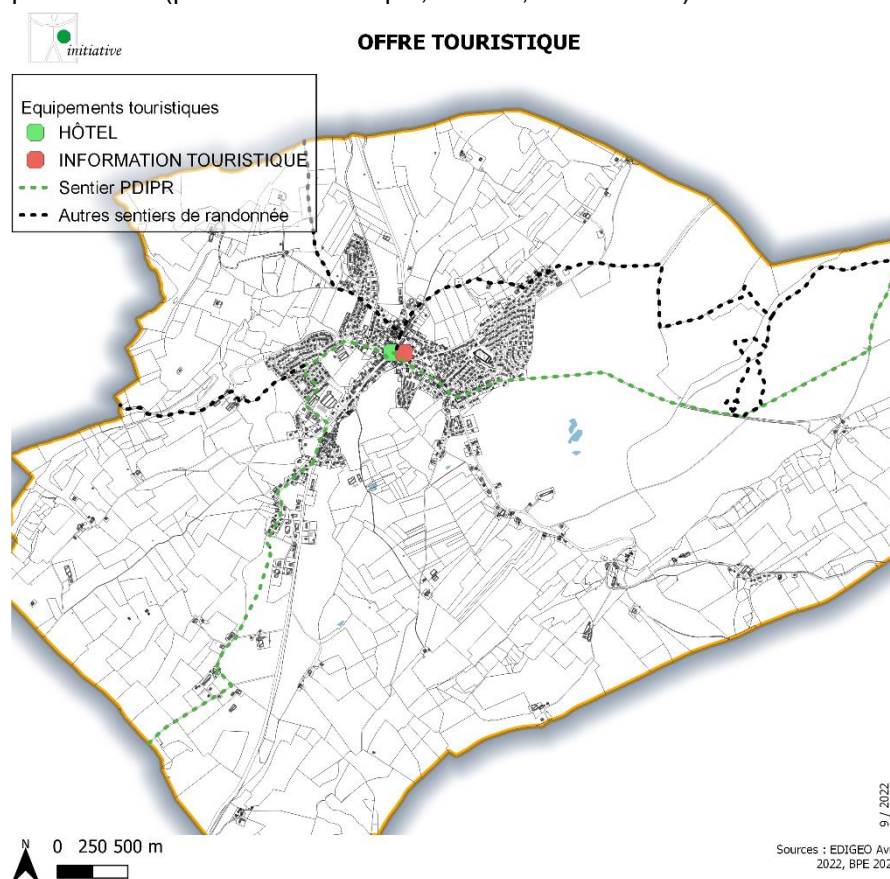 initiative
OFFRE TOURISTIQUE
Equipements touristiques
HÔTEL
INFORMATION TOURISTIQUE
Sentier PDIPR
Autres sentiers de randonnée
N 0 250 500 m
9 / 2022
Sources : EDIGEO
2022, BPE